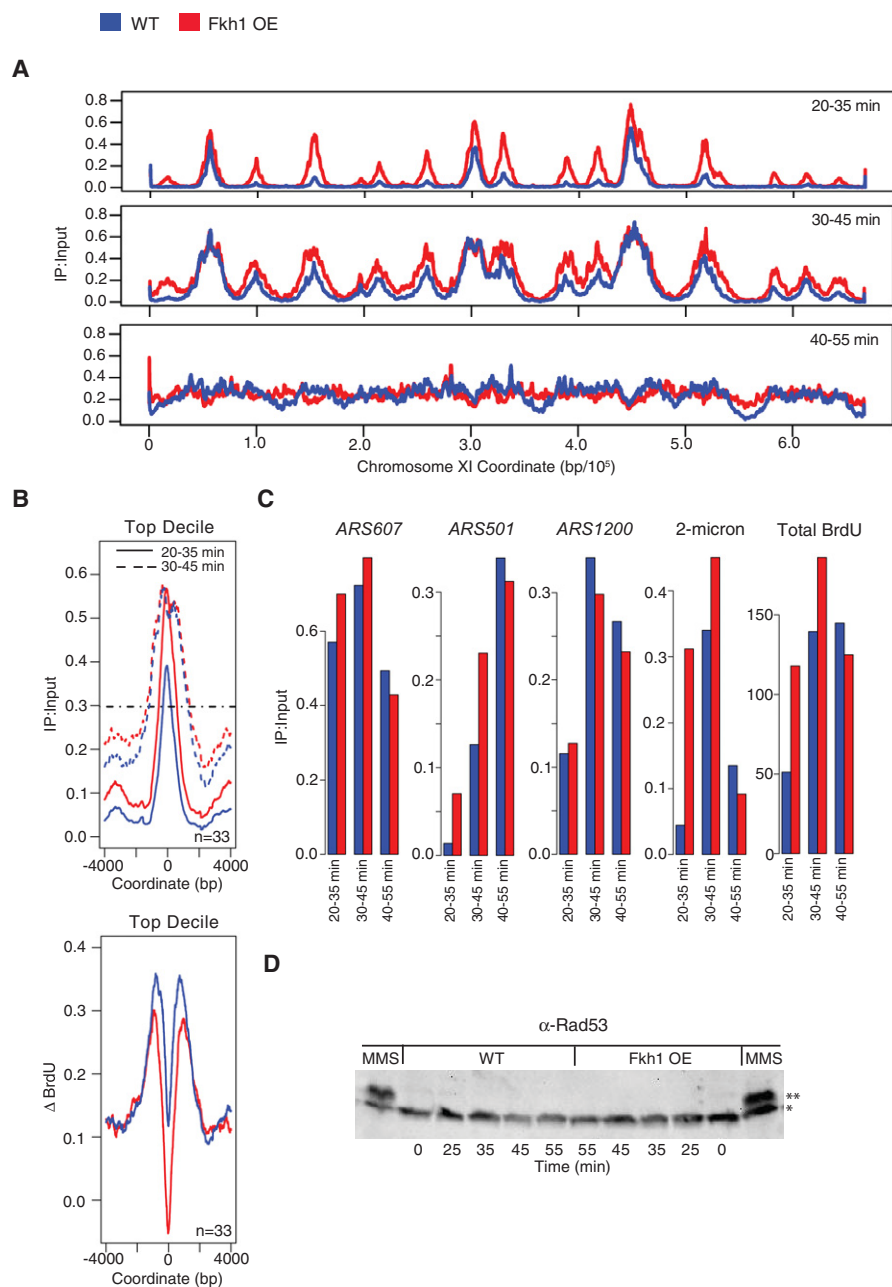 WT Fkh1 OE
A
0.8
0.6
0.4
0.2
0.0
20-35 min
0.8
0.6
0.4
0.2
0.0
30-45 min
IP:Input
0.8
0.6
0.4
0.2
0.0
40-55 min
0 1.0 2.0 3.0 4.0 5.0 6.0
Chromosome XI Coordinate (bp/10⁵)
B
Top Decile
20-35 min
30-45 min
0.6
0.5
0.4
0.3
0.2
0.1
0.0
IP:Input
n=33
-4000 0 4000
Coordinate (bp)
Top Decile
0.4
0.3
0.2
0.1
0.0
Δ BrdU
n=33
-4000 0 4000
Coordinate (bp)
C
ARS607 ARS501 ARS1200 2-micron Total BrdU
IP:Input
0.6
0.4
0.2
0.0
20-35 min
30-45 min
40-55 min
0.3
0.2
0.1
0.0
20-35 min
30-45 min
40-55 min
0.3
0.2
0.1
0.0
20-35 min
30-45 min
40-55 min
0.4
0.3
0.2
0.1
0.0
20-35 min
30-45 min
40-55 min
150
100
50
0
20-35 min
30-45 min
40-55 min
D
α-Rad53
MMS WT Fkh1 OE MMS
**
*
0 25 35 45 55 55 45 35 25 0
Time (min)